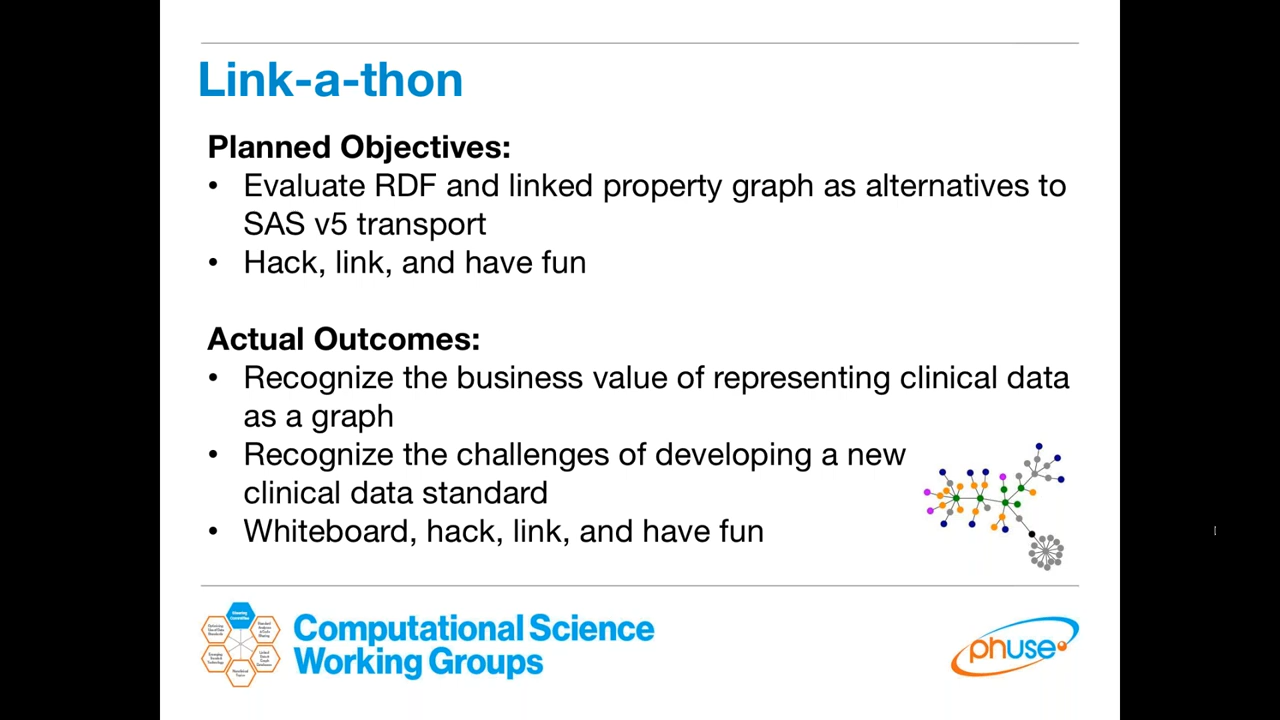 Link-a-thon
Planned Objectives:
• Evaluate RDF and linked property graph as alternatives to
SAS v5 transport
• Hack, link, and have fun
Actual Outcomes:
• Recognize the business value of representing clinical data
as a graph
• Recognize the challenges of developing a new
clinical data standard
• Whiteboard, hack, link, and have fun
Computational Science
Working Groups
phuse